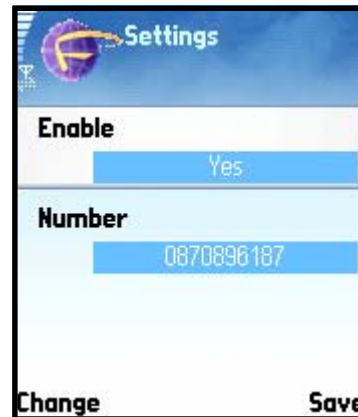 Settings
Enable
Yes
Number
0870896187
Change Save